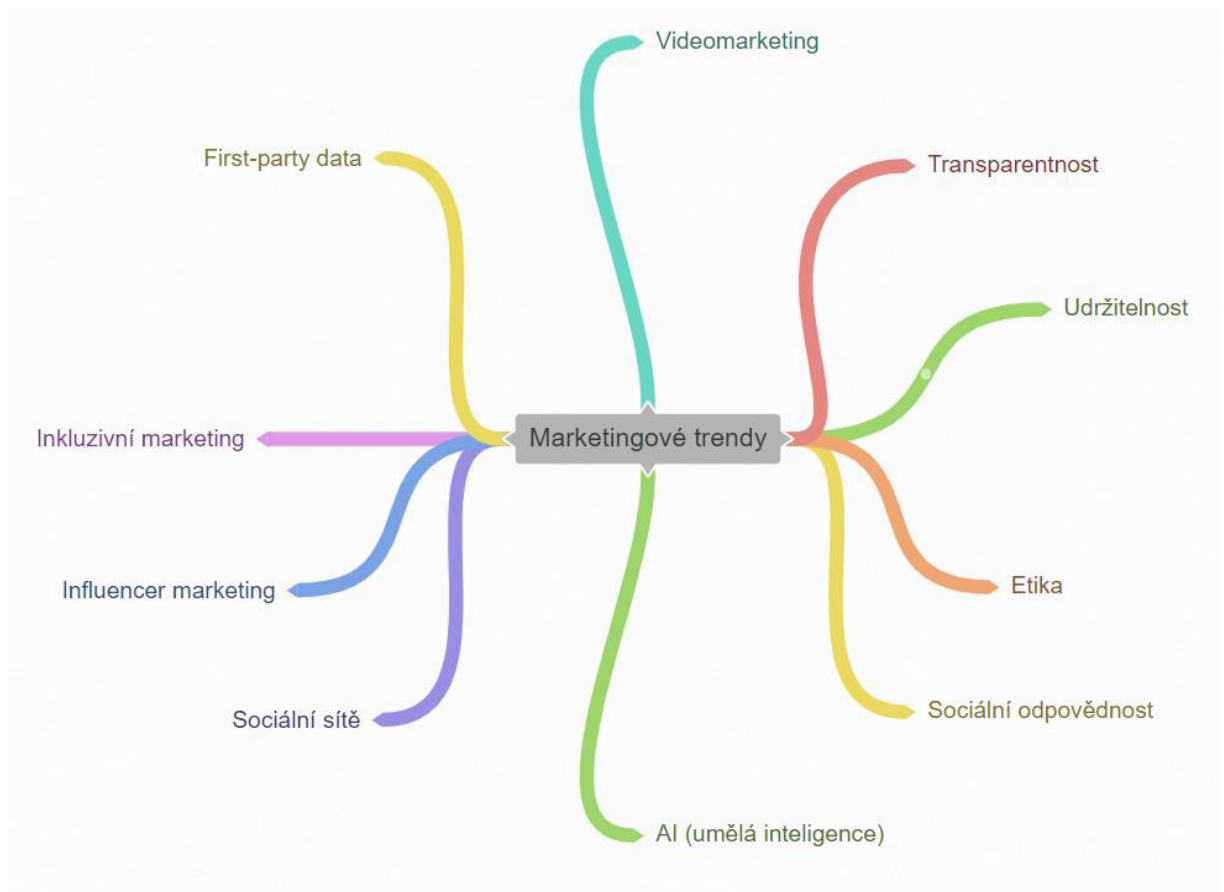 Videomarketing
First-party data
Transparentnost
Udržitelnost
Marketingové trendy
Inkluzivní marketing
Influencer marketing
Etika
Sociální sítě
Sociální odpovědnost
AI (umělá inteligence)